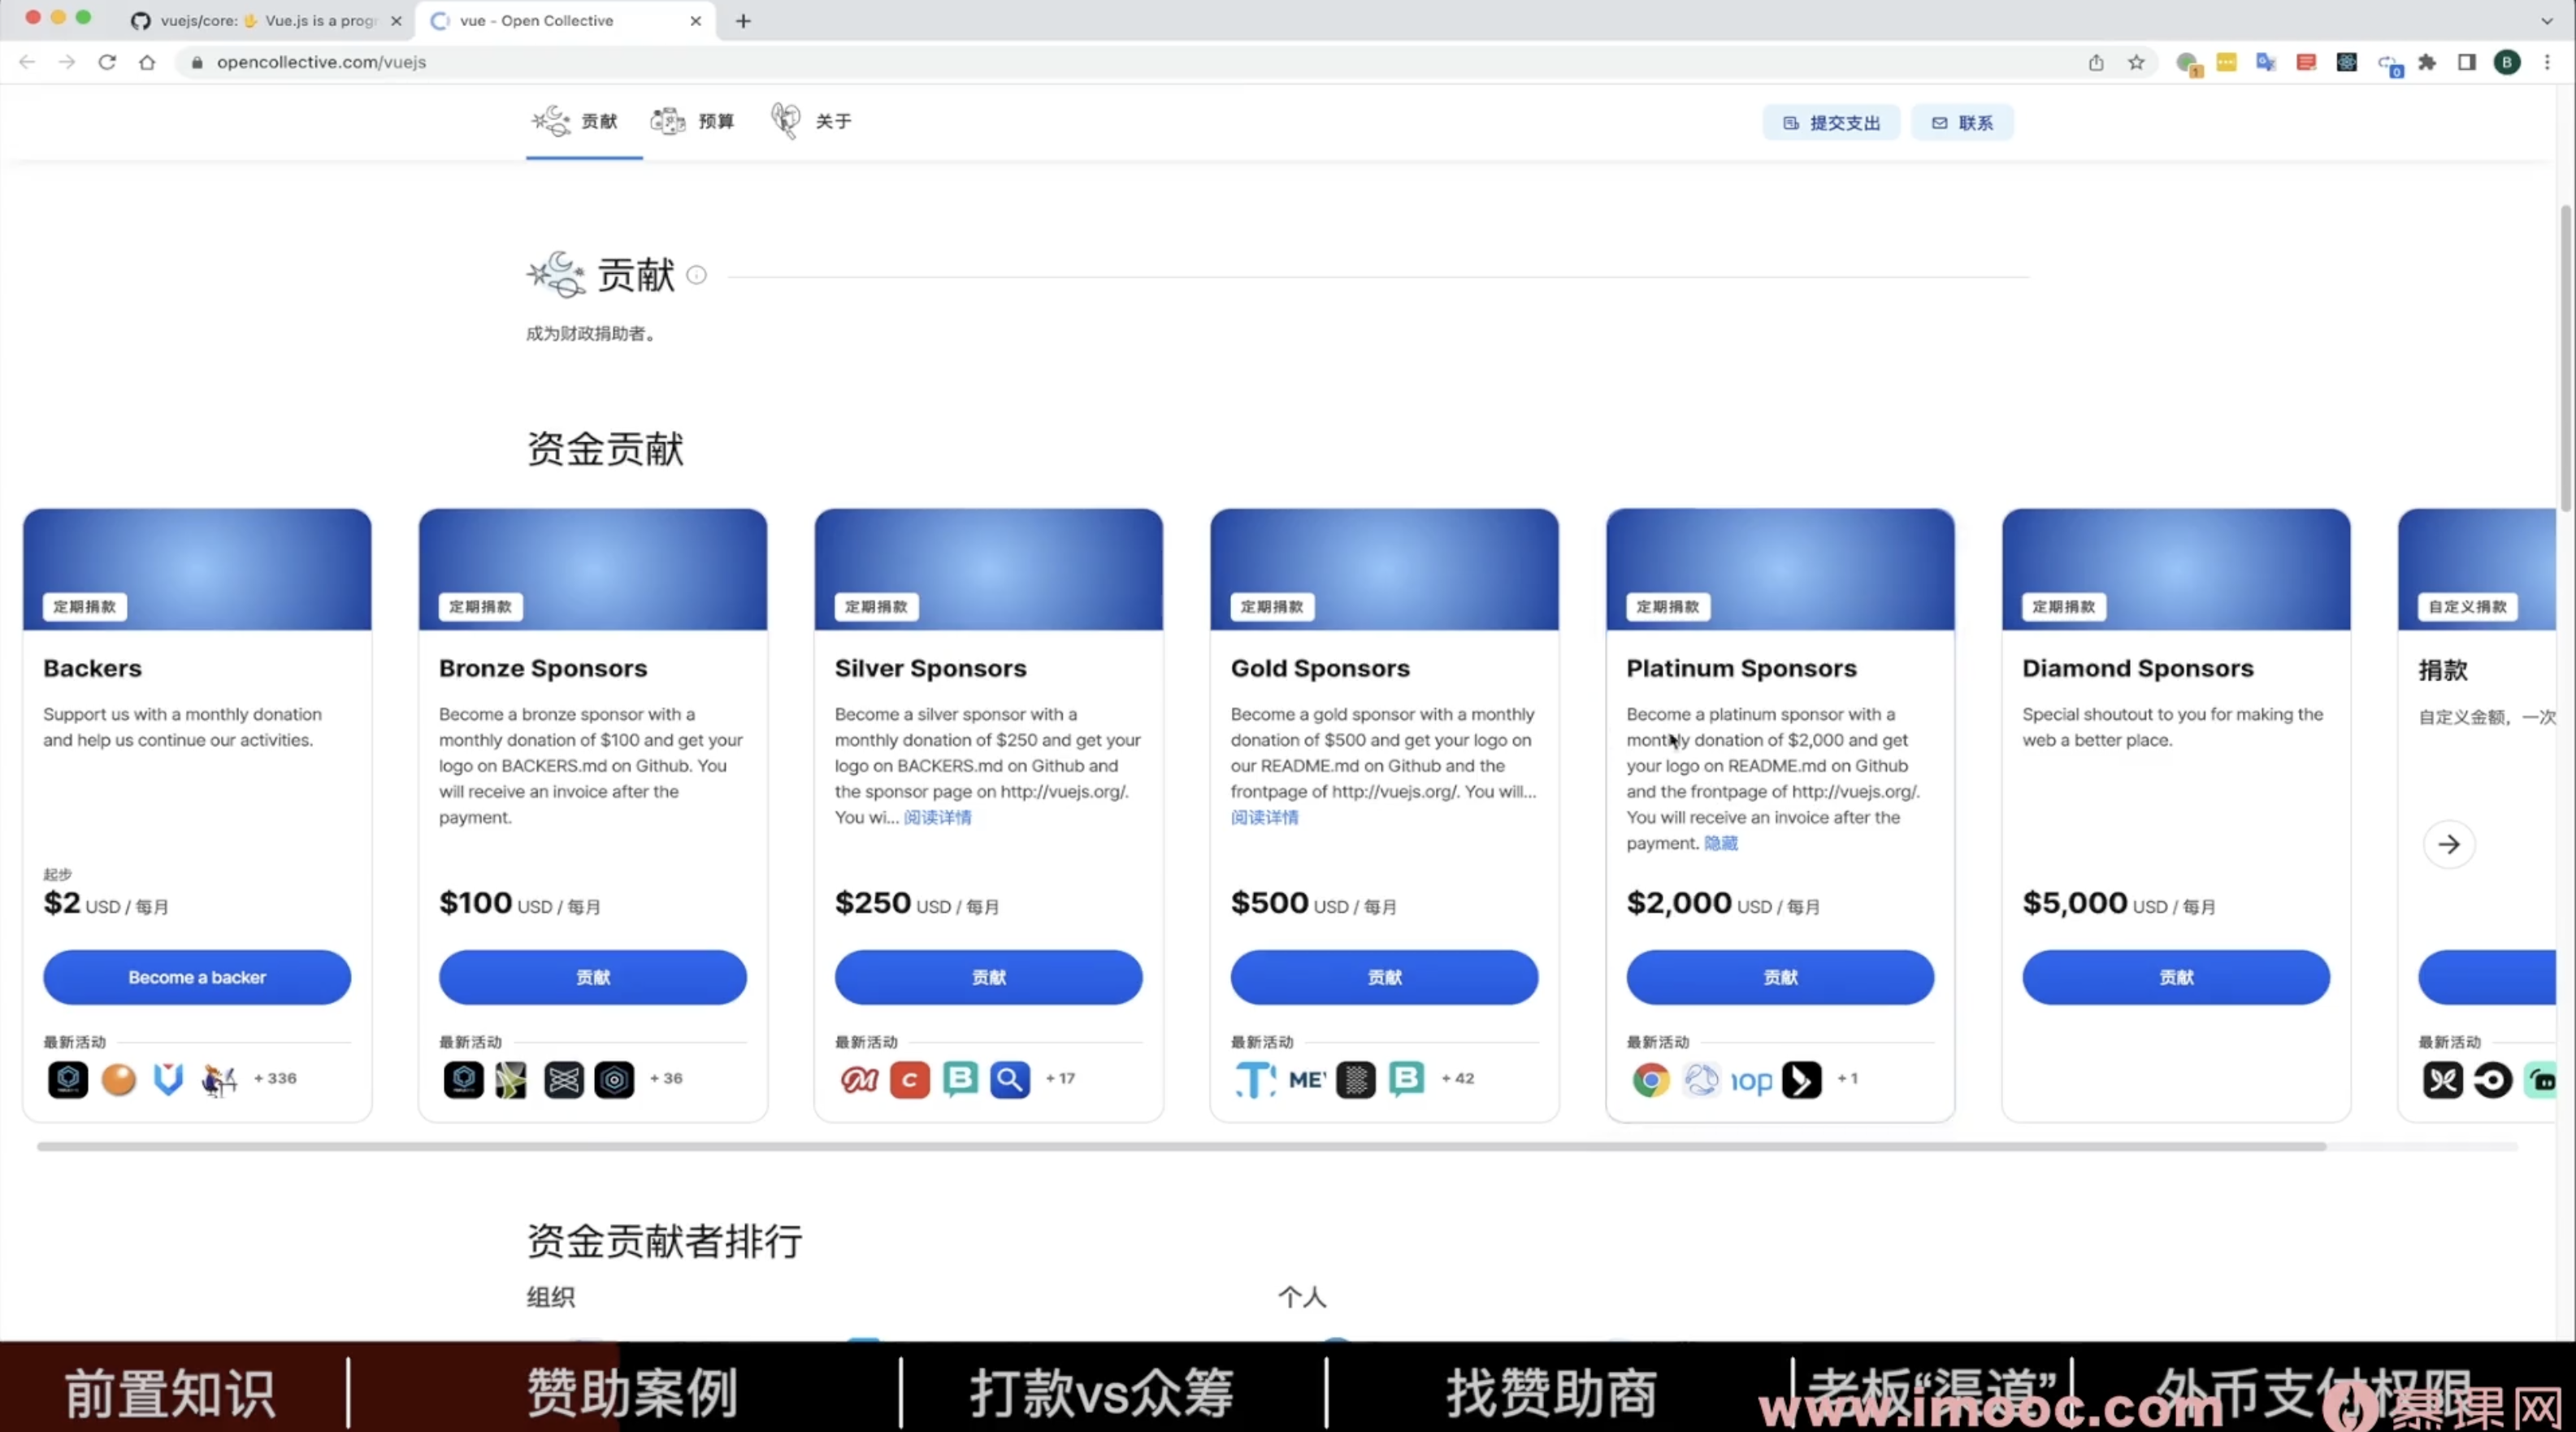 vuejs/core: 🖖 Vue.js is a progr
vue - Open Collective
opencollective.com/vuejs
贡献
预算
关于
提交支出
联系
贡献
成为财政捐助者。
资金贡献
定期捐款
Backers
Support us with a monthly donation
and help us continue our activities.
起步
$2 USD / 每月
Become a backer
最新活动
+ 336
定期捐款
Bronze Sponsors
Become a bronze sponsor with a
monthly donation of $100 and get your
logo on BACKERS.md on Github. You
will receive an invoice after the
payment.
$100 USD / 每月
贡献
最新活动
+ 36
定期捐款
Silver Sponsors
Become a silver sponsor with a
monthly donation of $250 and get your
logo on BACKERS.md on Github and
the sponsor page on http://vuejs.org/.
You wi... 阅读详情
$250 USD / 每月
贡献
最新活动
+ 17
定期捐款
Gold Sponsors
Become a gold sponsor with a monthly
donation of $500 and get your logo on
our README.md on Github and the
frontpage of http://vuejs.org/. You will...
阅读详情
$500 USD / 每月
贡献
最新活动
ME'
+ 42
定期捐款
Platinum Sponsors
Become a platinum sponsor with a
monthly donation of $2,000 and get
your logo on README.md on Github
and the frontpage of http://vuejs.org/.
You will receive an invoice after the
payment. 隐藏
$2,000 USD / 每月
贡献
最新活动
+ 1
定期捐款
Diamond Sponsors
Special shoutout to you for making the
web a better place.
$5,000 USD / 每月
贡献
自定义捐款
捐款
自定义金额，一次
最新活动
资金贡献者排行
组织
个人
前置知识
赞助案例
打款vs众筹
找赞助商
老板“渠道”
外币支付权限
www.imooc.com
慕课网